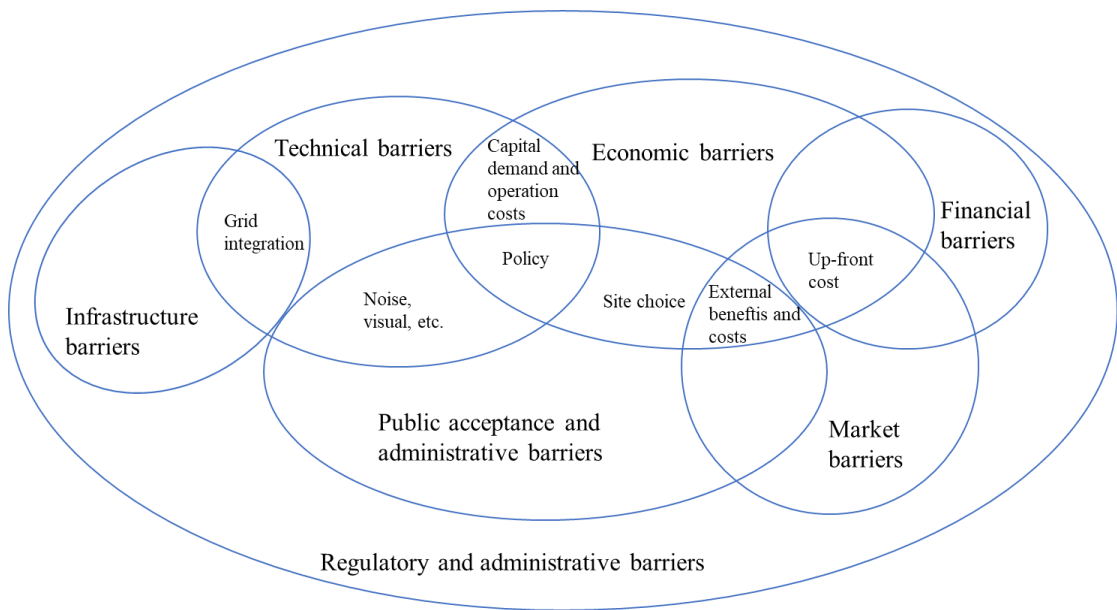 Technical barriers
Capital
demand and
operation
costs
Economic barriers
Grid
integration
Financial
barriers
Policy
Up-front
cost
Noise,
visual, etc.
Site choice
External
beneftis and
costs
Infrastructure
barriers
Public acceptance and
administrative barriers
Market
barriers
Regulatory and administrative barriers